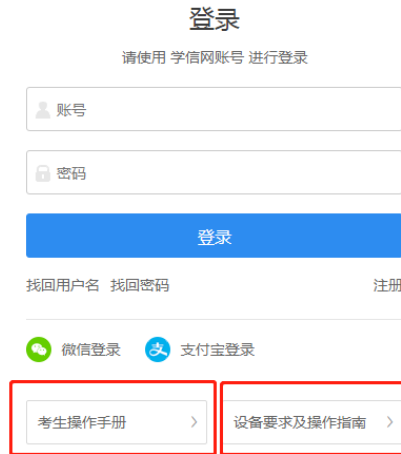 登录
请使用 学信网账号 进行登录
账号
密码
登录
找回用户名 找回密码 注册
微信登录 支付宝登录
考生操作手册 设备要求及操作指南